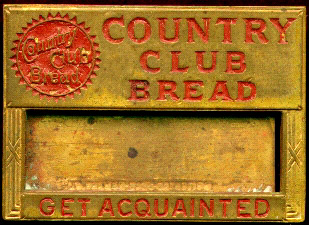 Country
Club
Bread
COUNTRY
CLUB
BREAD
GET ACQUAINTED